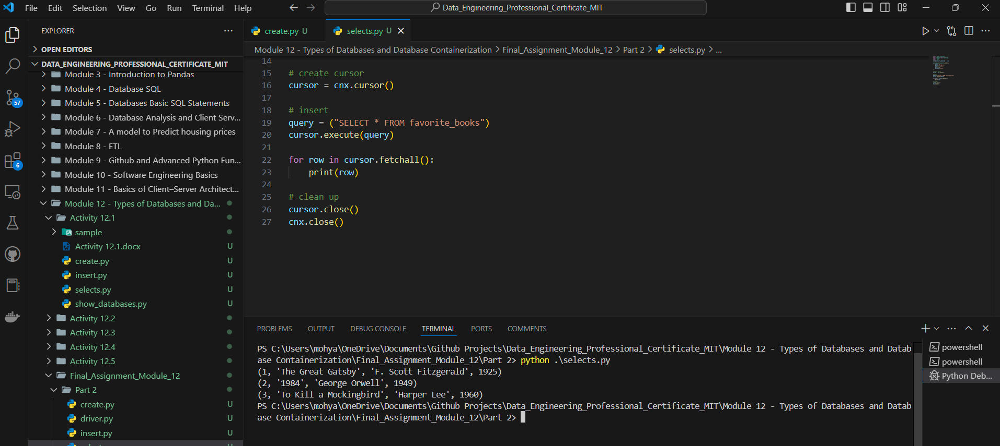 File Edit Selection View Go Run Terminal Help
Data_Engineering_Professional_Certificate_MIT
EXPLORER
OPEN EDITORS
DATA_ENGINEERING_PROFESSIONAL_CERTIFICATE_MIT
Module 3 - Introduction to Pandas
Module 4 - Database SQL
Module 5 - Databases Basic SQL Statements
Module 6 - Database Analysis and Client Serv...
Module 7 - A model to Predict housing prices
Module 8 - ETL
Module 9 - Github and Advanced Python Fun...
Module 10 - Software Engineering Basics
Module 11 - Basics of Client–Server Architect...
Module 12 - Types of Databases and Da...
Activity 12.1
sample
Activity 12.1.docx U
create.py U
insert.py U
selects.py U
show_databases.py U
Activity 12.2
Activity 12.3
Activity 12.4
Activity 12.5
Final_Assignment_Module_12
Part 2
create.py U
driver.py U
insert.py U
57
6
create.py U selects.py U
Module 12 - Types of Databases and Database Containerization > Final_Assignment_Module_12 > Part 2 > selects.py > ...
14
15 # create cursor
16 cursor = cnx.cursor()
17
18 # insert
19 query = ("SELECT * FROM favorite_books")
20 cursor.execute(query)
21
22 for row in cursor.fetchall():
23 print(row)
24
25 # clean up
26 cursor.close()
27 cnx.close()
PROBLEMS OUTPUT DEBUG CONSOLE TERMINAL PORTS COMMENTS
PS C:\Users\mohya\OneDrive\Documents\Github Projects\Data_Engineering_Professional_Certificate_MIT\Module 12 - Types of Databases and Datab
ase Containerization\Final_Assignment_Module_12\Part 2> python .\selects.py
(1, 'The Great Gatsby', 'F. Scott Fitzgerald', 1925)
(2, '1984', 'George Orwell', 1949)
(3, 'To Kill a Mockingbird', 'Harper Lee', 1960)
PS C:\Users\mohya\OneDrive\Documents\Github Projects\Data_Engineering_Professional_Certificate_MIT\Module 12 - Types of Databases and Datab
ase Containerization\Final_Assignment_Module_12\Part 2>
powershell
powershell
Python Deb...